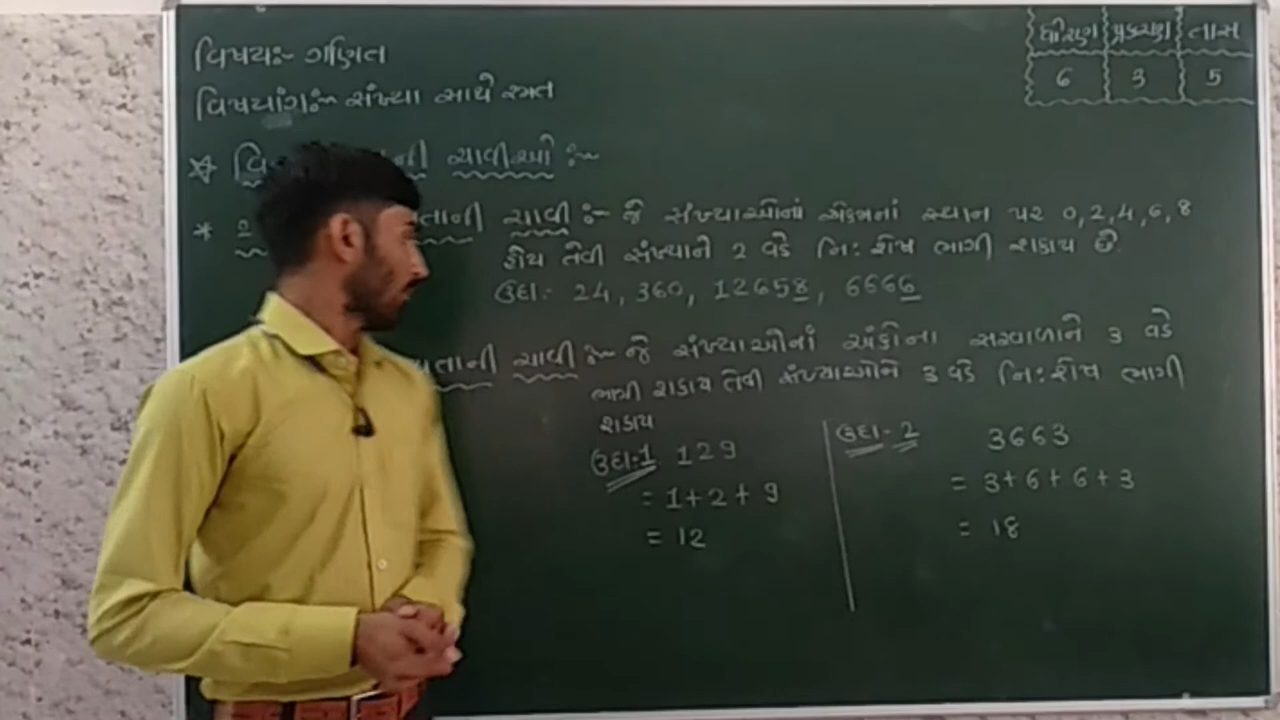 વિષયઃ- ગણિત
ધોરણ પ્રકરણ તાસ
6 3 5
વિષયાંગઃ- સંખ્યા સાથે રમત
ચાવીઓ :-
ચાવી :- જે સંખ્યાઓનાં એકમનાં સ્થાન પર 0, 2, 4, 6, 8
હોય તેવી સંખ્યાને 2 વડે નિ:શેષ ભાગી શકાય છે.
ઉદા:- 24, 360, 12658, 6666
ચાવી :- જે સંખ્યાઓનાં અંકોના સરવાળાને 3 વડે
ભાગી શકાય તેવી સંખ્યાઓને 3 વડે નિ:શેષ ભાગી
શકાય
ઉદા:-1 129
= 1+2+9
= 12
ઉદા:-2 3663
= 3+6+6+3
= 18